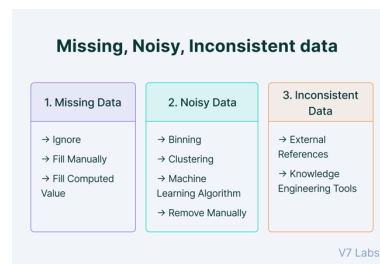 Missing, Noisy, Inconsistent data
1. Missing Data
→ Ignore
→ Fill Manually
→ Fill Computed
Value
2. Noisy Data
→ Binning
→ Clustering
→ Machine
Learning Algorithm
→ Remove Manually
3. Inconsistent
Data
→ External
References
→ Knowledge
Engineering Tools
V7 Labs